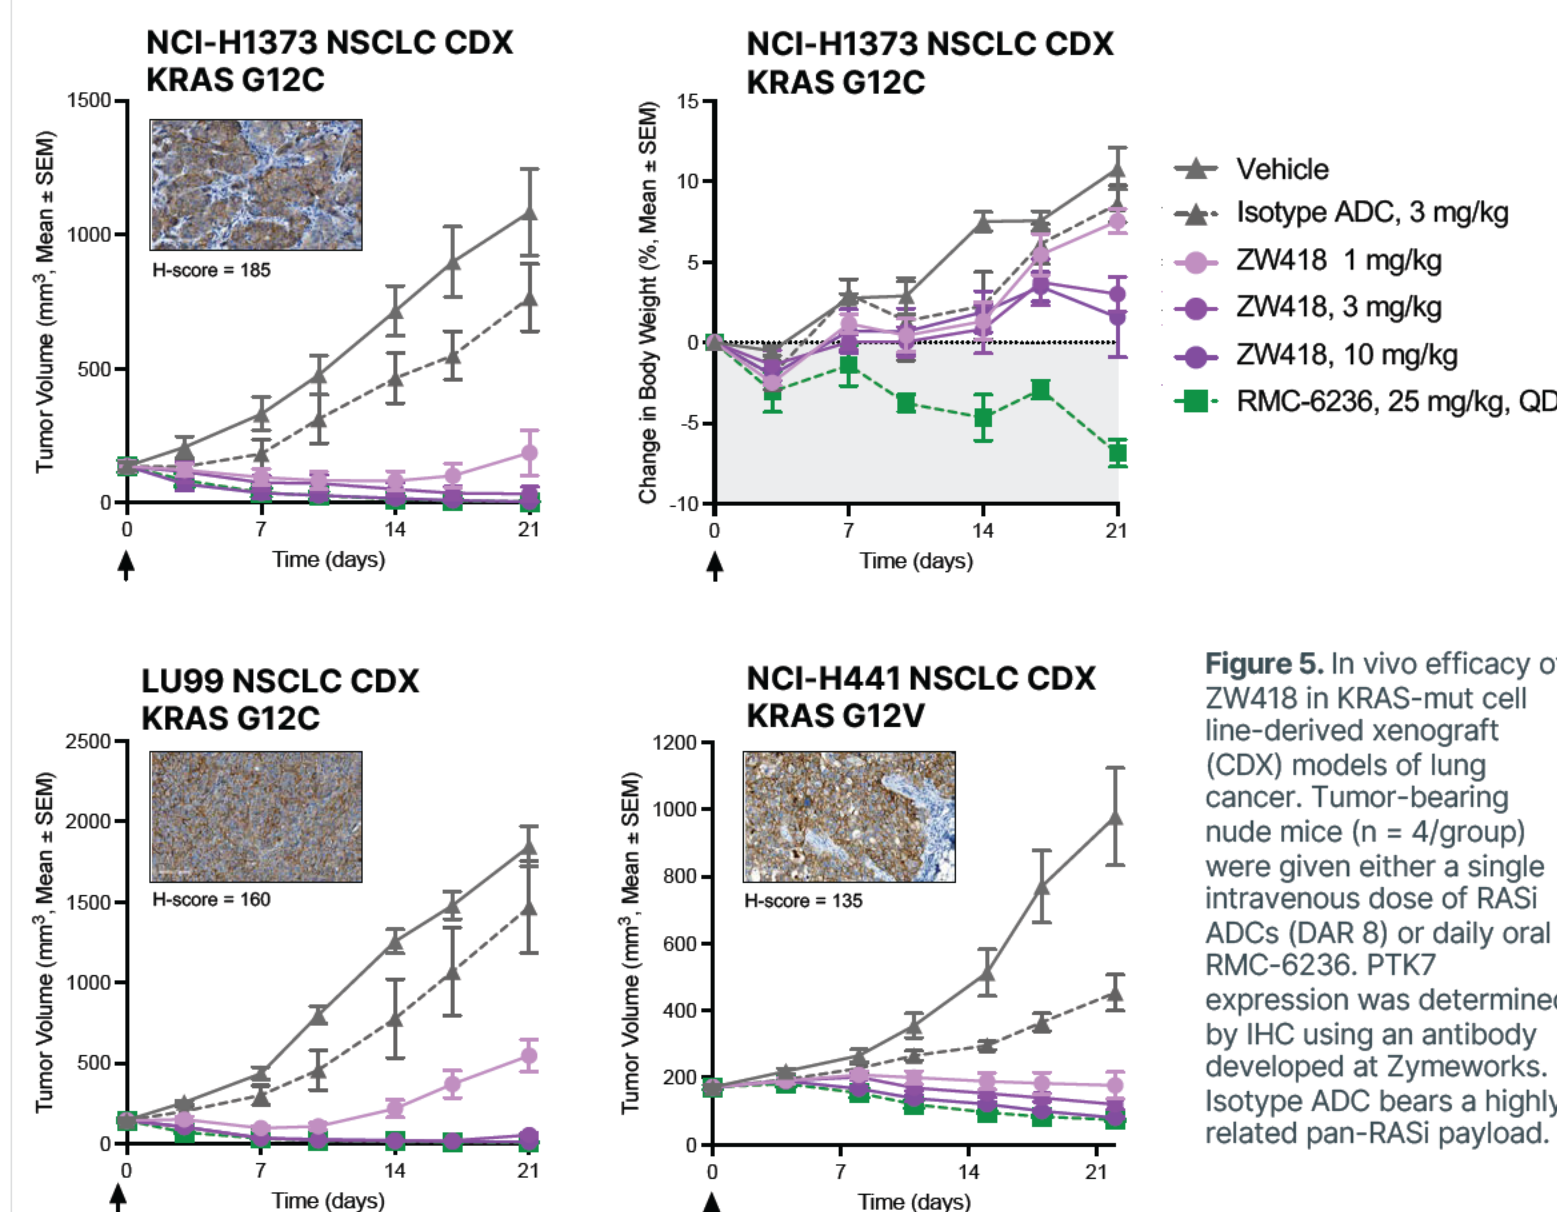 NCI-H1373 NSCLC CDX
KRAS G12C
Tumor Volume (mm³, Mean ± SEM)
1500
1000
500
0
H-score = 185
0
7
14
21
Time (days)
NCI-H1373 NSCLC CDX
KRAS G12C
Change in Body Weight (%, Mean ± SEM)
15
10
5
0
-5
-10
0
7
14
21
Time (days)
Vehicle
Isotype ADC, 3 mg/kg
ZW418 1 mg/kg
ZW418, 3 mg/kg
ZW418, 10 mg/kg
RMC-6236, 25 mg/kg, QD
LU99 NSCLC CDX
KRAS G12C
Tumor Volume (mm³, Mean ± SEM)
2500
2000
1500
1000
500
0
H-score = 160
0
7
14
21
Time (days)
NCI-H441 NSCLC CDX
KRAS G12V
Tumor Volume (mm³, Mean ± SEM)
1200
1000
800
600
400
200
0
H-score = 135
0
7
14
21
Time (days)
Figure 5. In vivo efficacy of
ZW418 in KRAS-mut cell
line-derived xenograft
(CDX) models of lung
cancer. Tumor-bearing
nude mice (n = 4/group)
were given either a single
intravenous dose of RASi
ADCs (DAR 8) or daily oral
RMC-6236. PTK7
expression was determined
by IHC using an antibody
developed at Zymeworks.
Isotype ADC bears a highly
related pan-RASi payload.